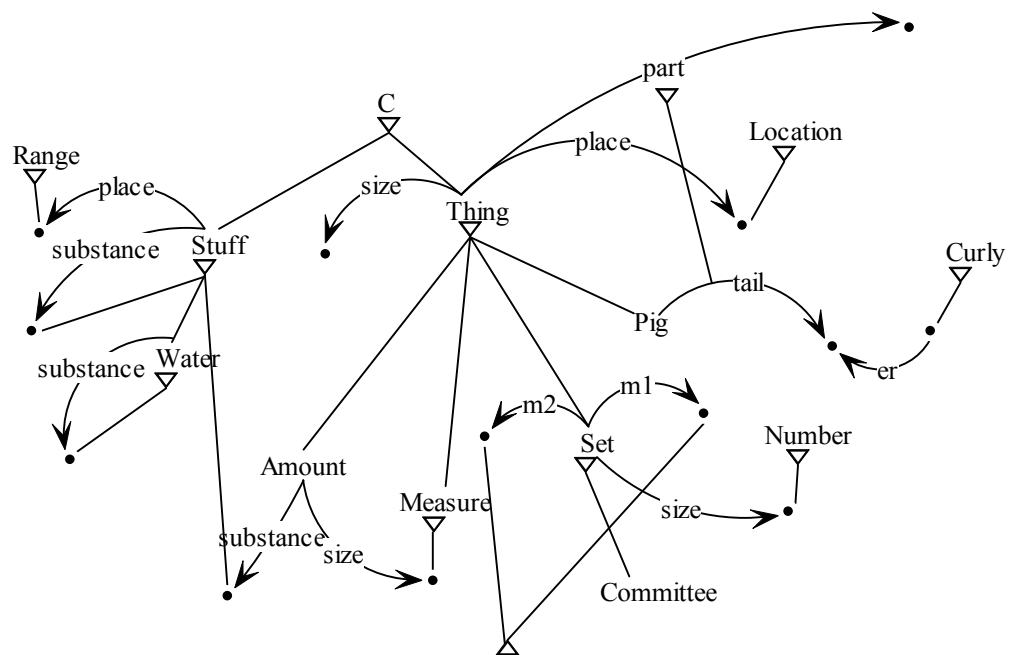 part
C
Location
Range
place
place
size
Thing
substance
Stuff
Curly
tail
Pig
substance
Water
er
m1
m2
Set
Number
Amount
Measure
size
substance
size
Committee